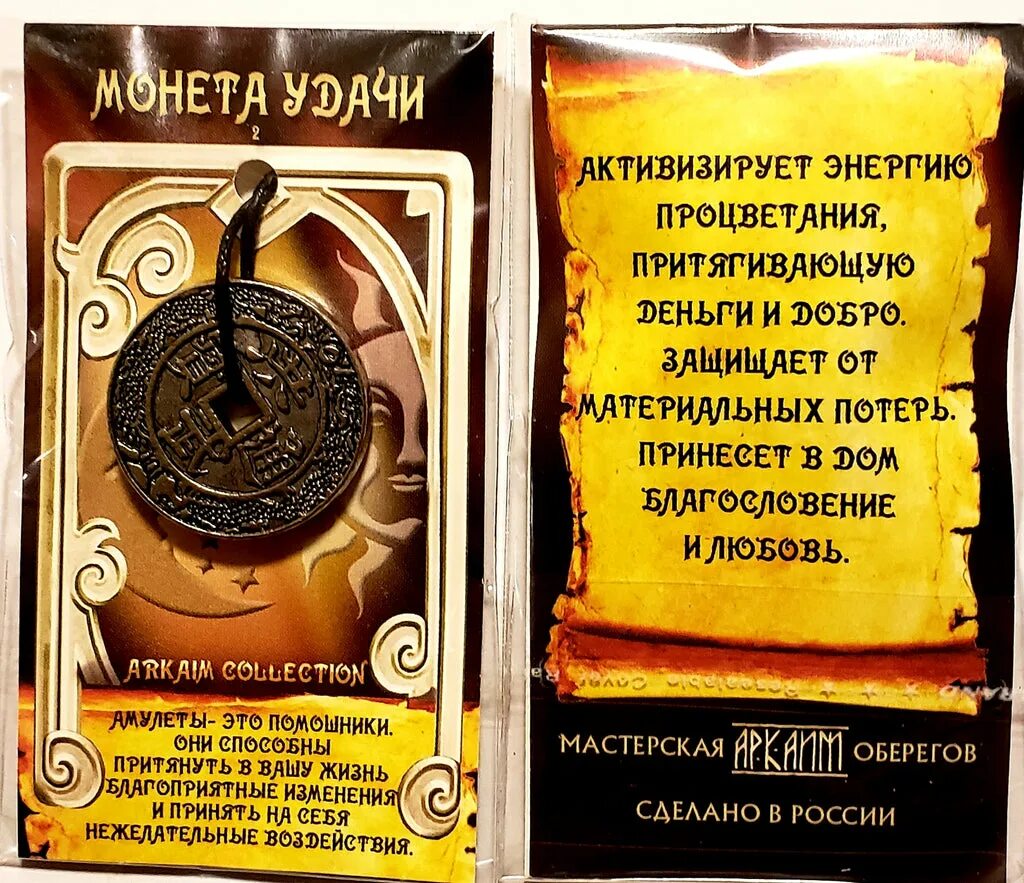 МОНЕТА УДАЧИ
2
ARKAIM COLLECTION
АМУЛЕТЫ- ЭТО ПОМОШНИКИ.
ОНИ СПОСОБНЫ
ПРИТЯНУТЬ В ВАШУ ЖИЗНЬ
БЛАГОПРИЯТНЫЕ ИЗМЕНЕНИЯ
И ПРИНЯТЬ НА СЕБЯ
НЕЖЕЛАТЕЛЬНЫЕ ВОЗДЕЙСТВИЯ.
АКТИВИЗИРУЕТ ЭНЕРГИЮ
ПРОЦВЕТАНИЯ,
ПРИТЯГИВАЮЩУЮ
ДЕНЬГИ И ДОБРО.
ЗАЩИЩАЕТ ОТ
МАТЕРИАЛЬНЫХ ПОТЕРЬ.
ПРИНЕСЕТ В ДОМ
БЛАГОСЛОВЕНИЕ
И ЛЮБОВЬ.
Resealable Cover
МАСТЕРСКАЯ АРКАИМ ОБЕРЕГОВ
СДЕЛАНО В РОССИИ